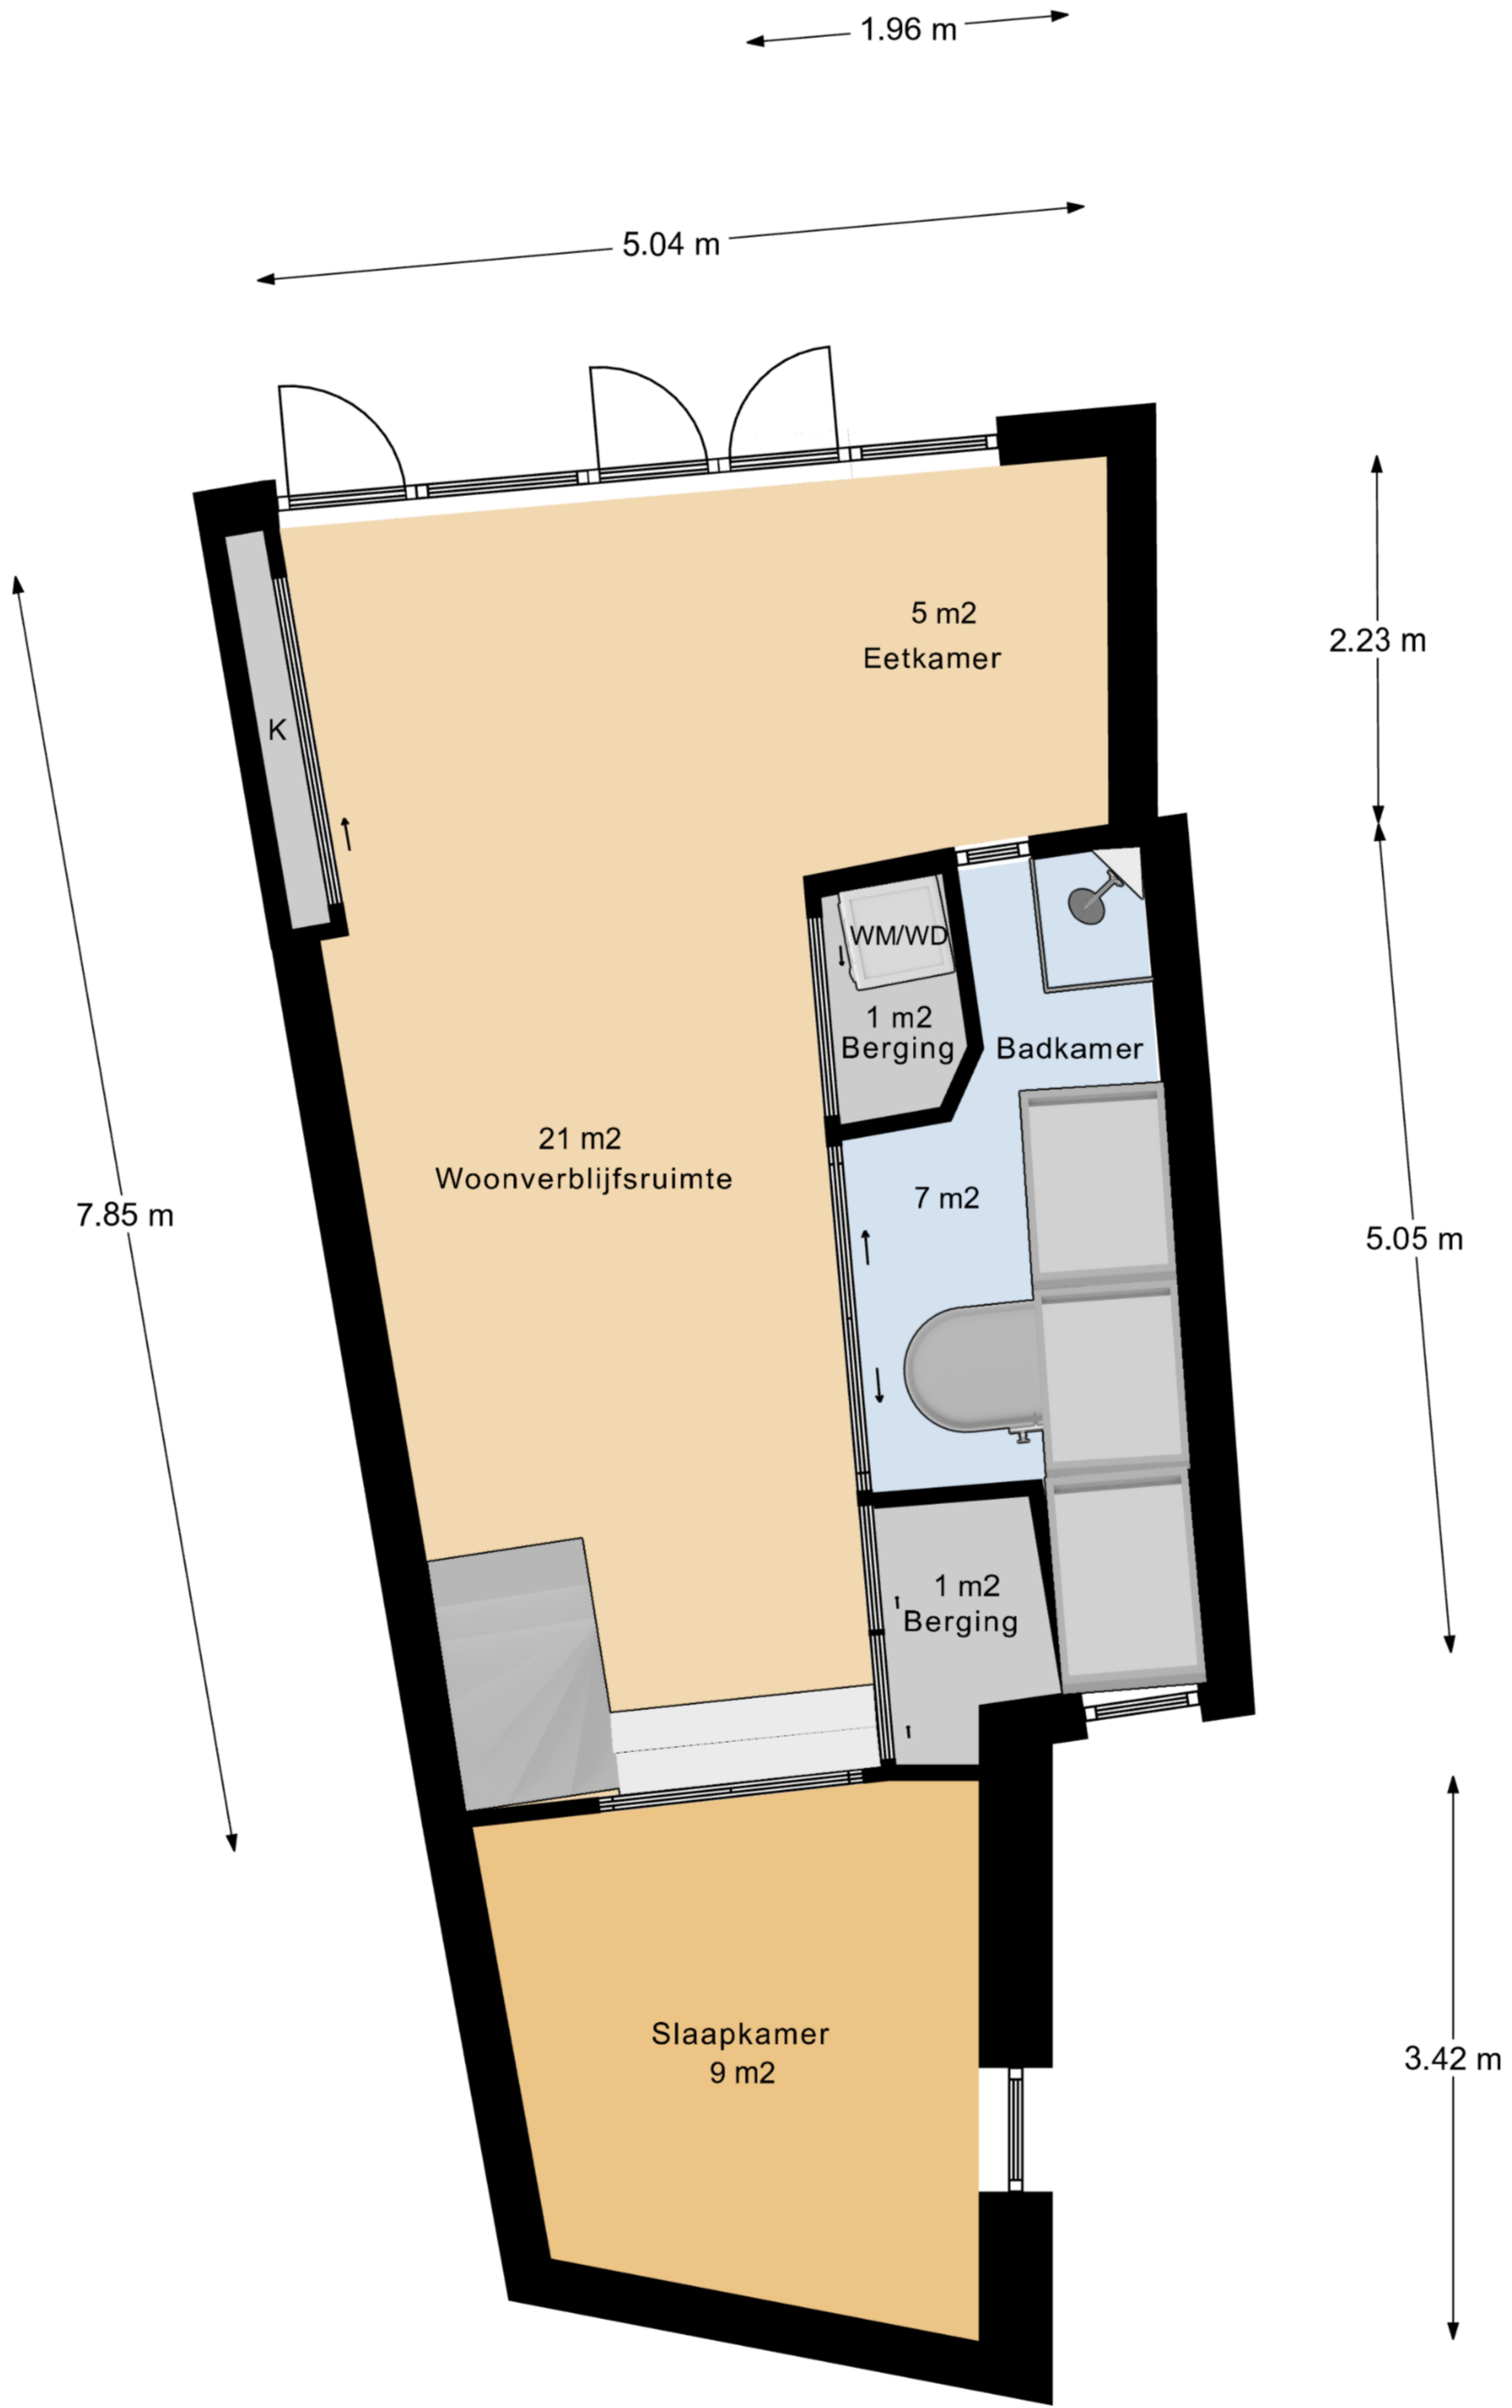 1.96 m
5.04 m
5 m2
Eetkamer
2.23 m
K
WM/WD
1 m2
Berging
Badkamer
21 m2
Woonverblijfsruimte
7 m2
7.85 m
5.05 m
1 m2
Berging
Slaapkamer
9 m2
3.42 m